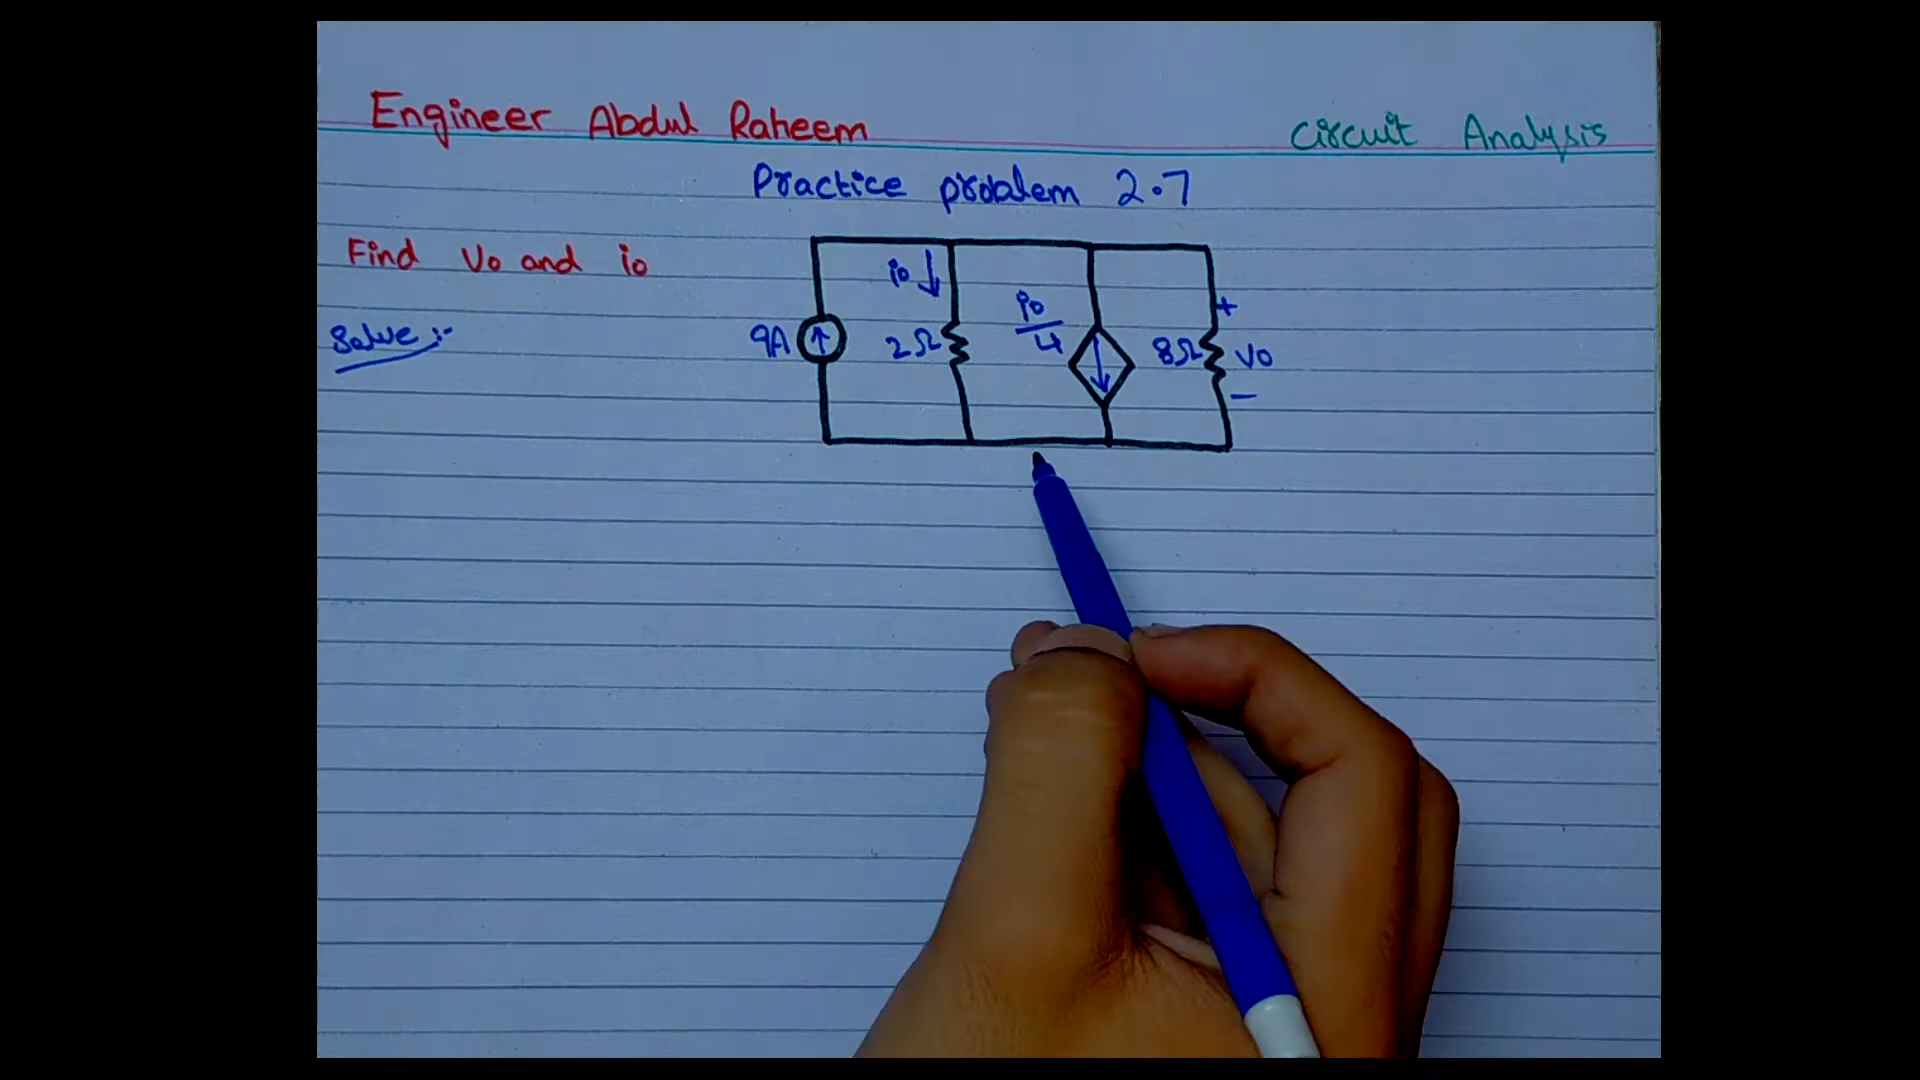 Engineer Abdul Raheem
Circuit Analysis
Practice problem 2.7
Find Vo and io
Solve:-
io
io/4
9A
2Ω
8Ω
+
Vo
-